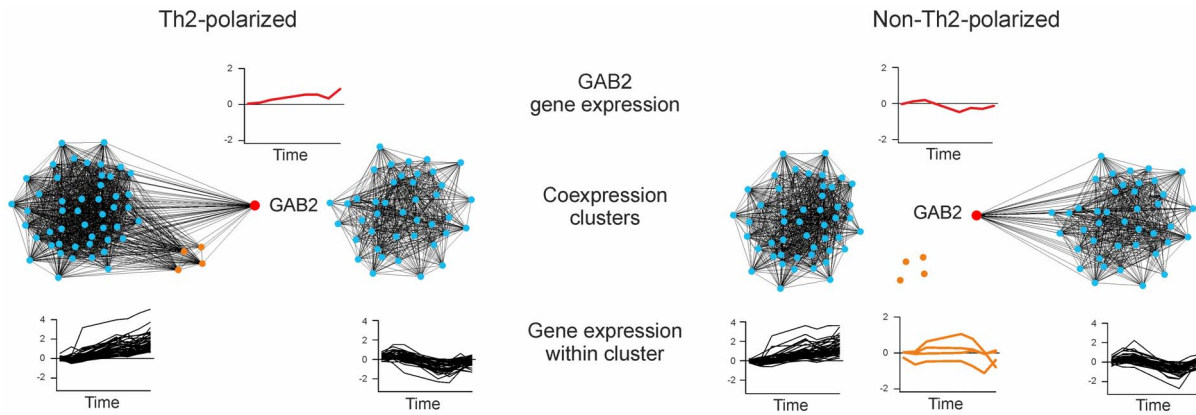 Th2-polarized
Non-Th2-polarized
2
0
-2
Time
GAB2
gene expression
2
0
-2
Time
GAB2
Coexpression
clusters
GAB2
4
2
0
-2
Time
4
2
0
-2
Time
Gene expression
within cluster
4
2
0
-2
Time
2
0
-2
Time
4
2
0
-2
Time